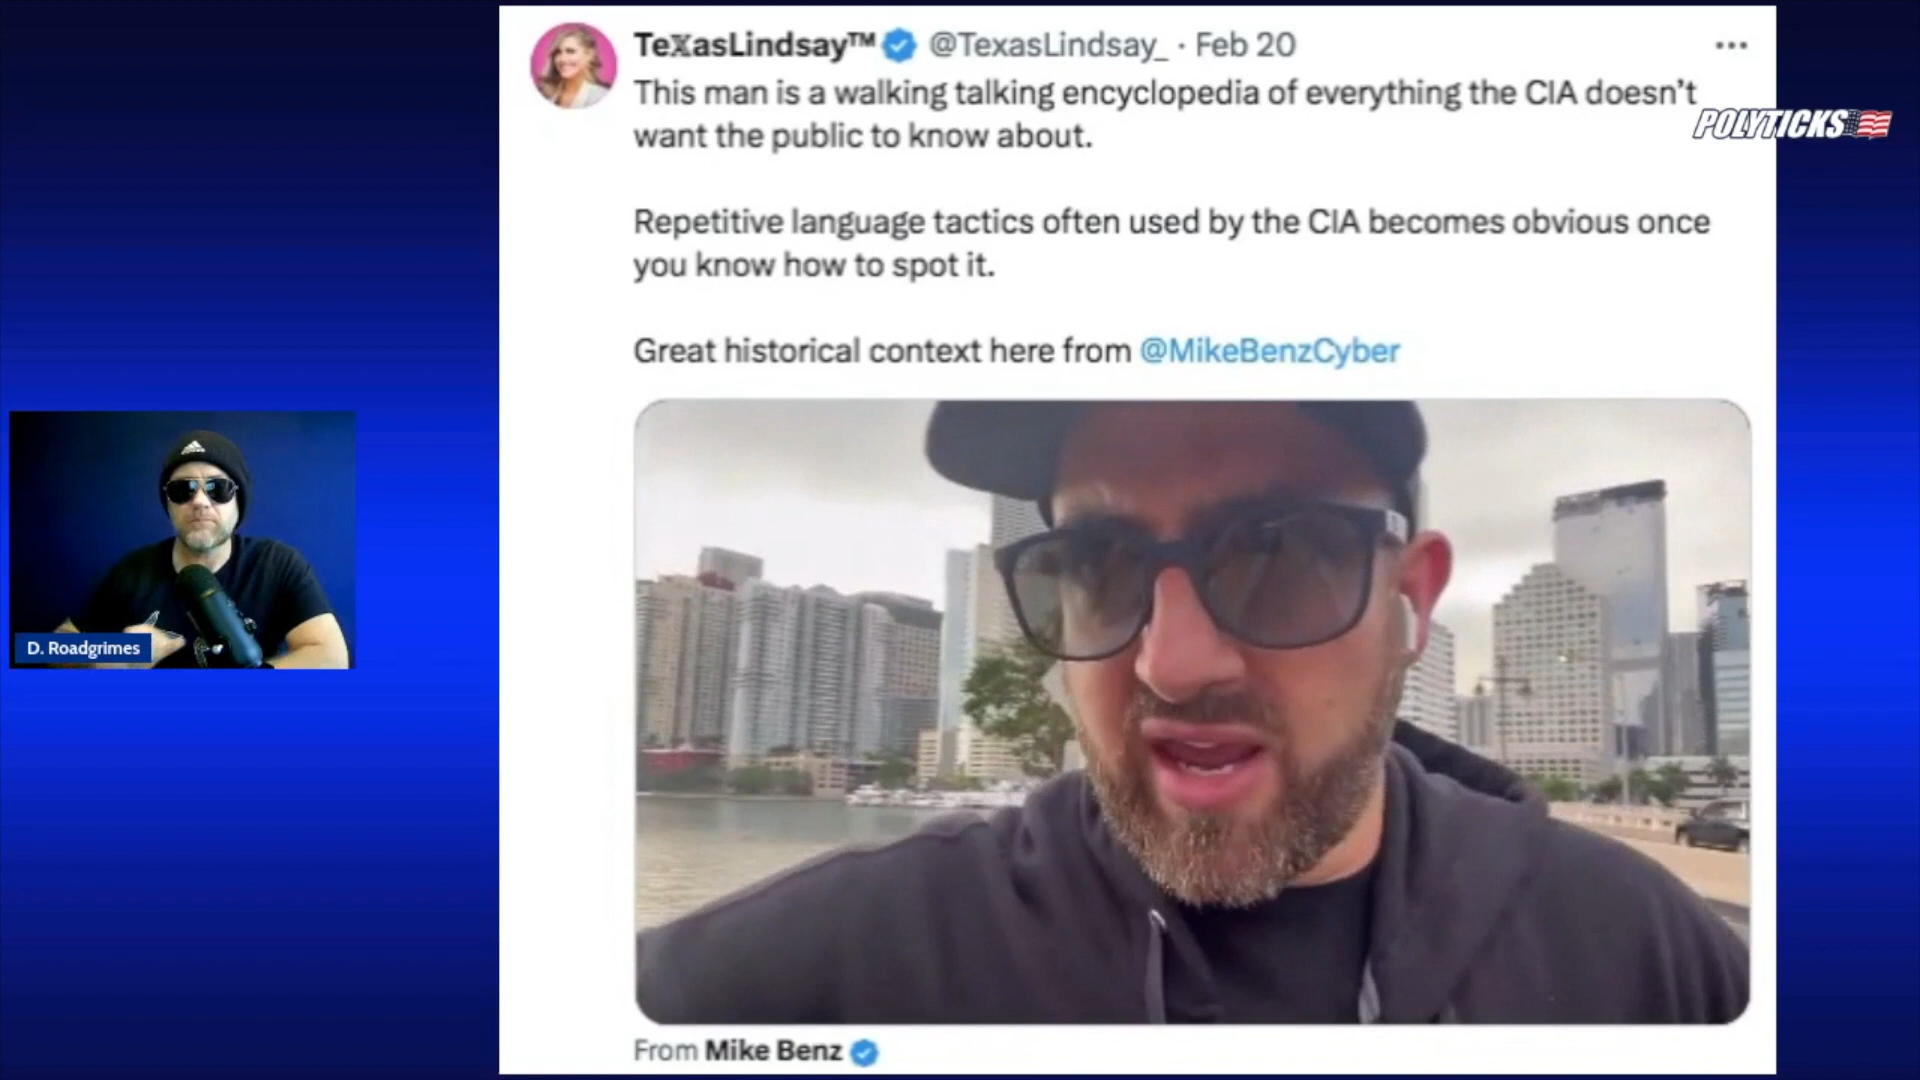 TeXasLindsay™ @TexasLindsay_ · Feb 20
This man is a walking talking encyclopedia of everything the CIA doesn't
want the public to know about.
POLYTICKS
Repetitive language tactics often used by the CIA becomes obvious once
you know how to spot it.
Great historical context here from @MikeBenzCyber
D. Roadgrimes
From Mike Benz